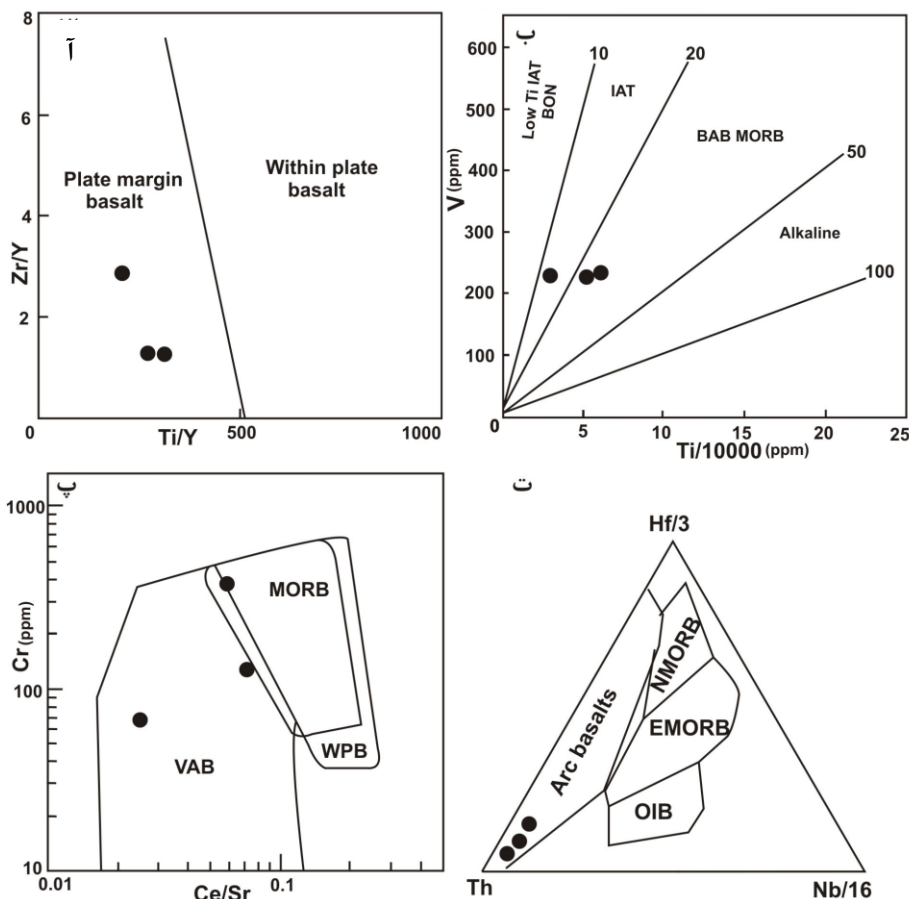 آ
8
6
4
2
0
Zr/Y
Plate margin
basalt
Within plate
basalt
500
1000
Ti/Y
ب
600
500
400
300
200
100
0
V (ppm)
Low Ti IAT
BON
10
IAT
20
BAB MORB
50
Alkaline
100
5
10
15
20
25
Ti/10000 (ppm)
پ
1000
100
10
Cr (ppm)
MORB
VAB
WPB
0.01
0.1
Ce/Sr
ت
Hf/3
Arc basalts
NMORB
EMORB
OIB
Th
Nb/16